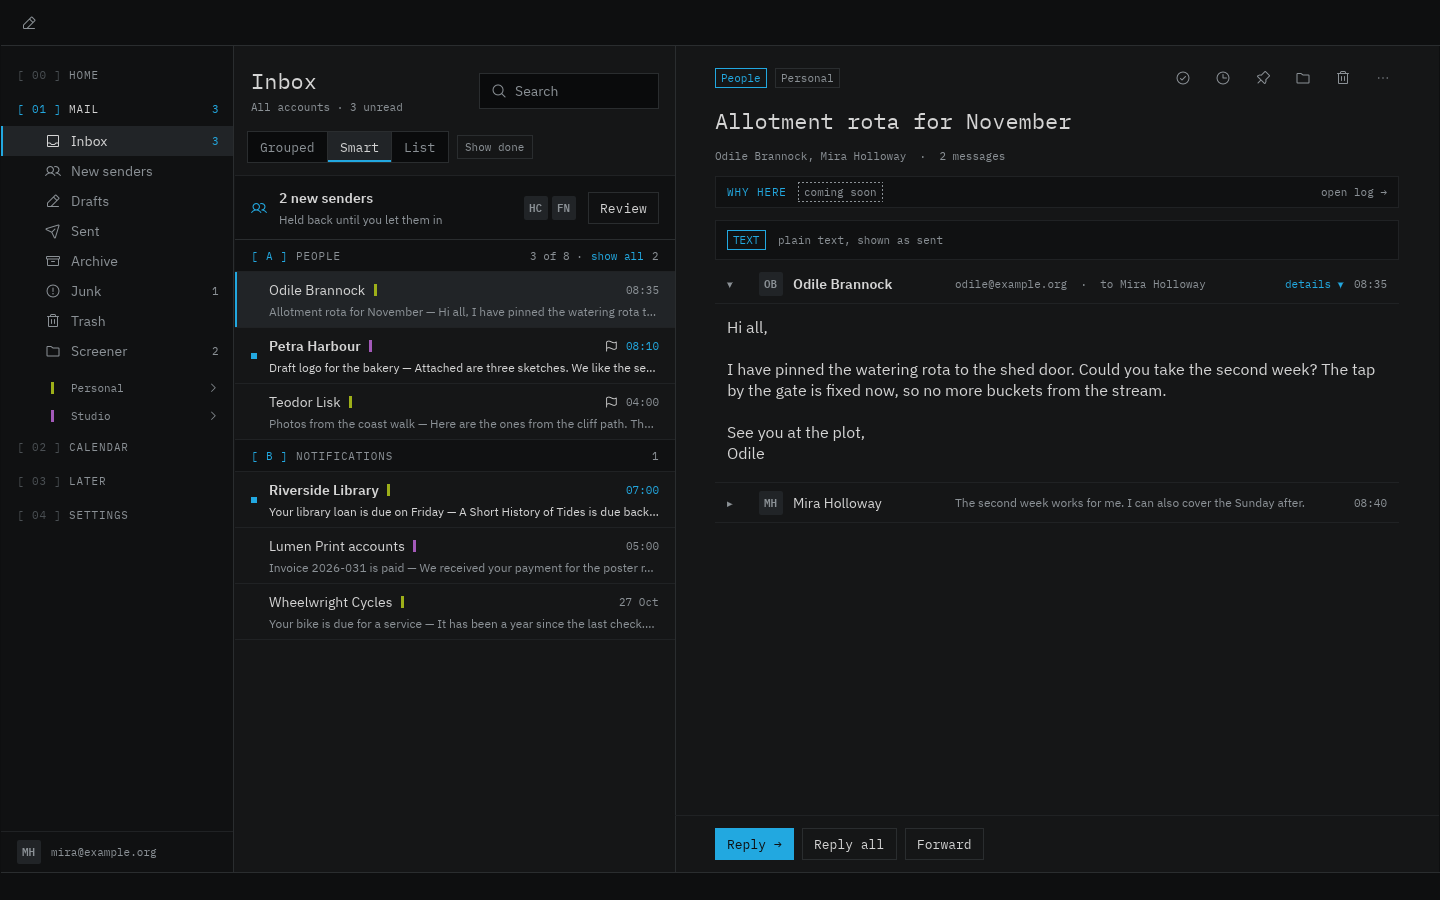 [ 00 ] HOME
[ 01 ] MAIL 3
Inbox 3
New senders
Drafts
Sent
Archive
Junk 1
Trash
Screener 2
Personal
Studio
[ 02 ] CALENDAR
[ 03 ] LATER
[ 04 ] SETTINGS
MH mira@example.org
Inbox
All accounts · 3 unread
Search
Grouped Smart List Show done
2 new senders
Held back until you let them in
HC FN Review
[ A ] PEOPLE 3 of 8 · show all 2
Odile Brannock 08:35
Allotment rota for November — Hi all, I have pinned the watering rota t…
Petra Harbour 08:10
Draft logo for the bakery — Attached are three sketches. We like the se…
Teodor Lisk 04:00
Photos from the coast walk — Here are the ones from the cliff path. Th…
[ B ] NOTIFICATIONS 1
Riverside Library 07:00
Your library loan is due on Friday — A Short History of Tides is due back…
Lumen Print accounts 05:00
Invoice 2026-031 is paid — We received your payment for the poster r…
Wheelwright Cycles 27 Oct
Your bike is due for a service — It has been a year since the last check.…
People Personal
Allotment rota for November
Odile Brannock, Mira Holloway · 2 messages
WHY HERE coming soon open log →
TEXT plain text, shown as sent
▾ OB Odile Brannock odile@example.org · to Mira Holloway details ▾ 08:35
Hi all,
I have pinned the watering rota to the shed door. Could you take the second week? The tap
by the gate is fixed now, so no more buckets from the stream.
See you at the plot,
Odile
▸ MH Mira Holloway The second week works for me. I can also cover the Sunday after. 08:40
Reply → Reply all Forward